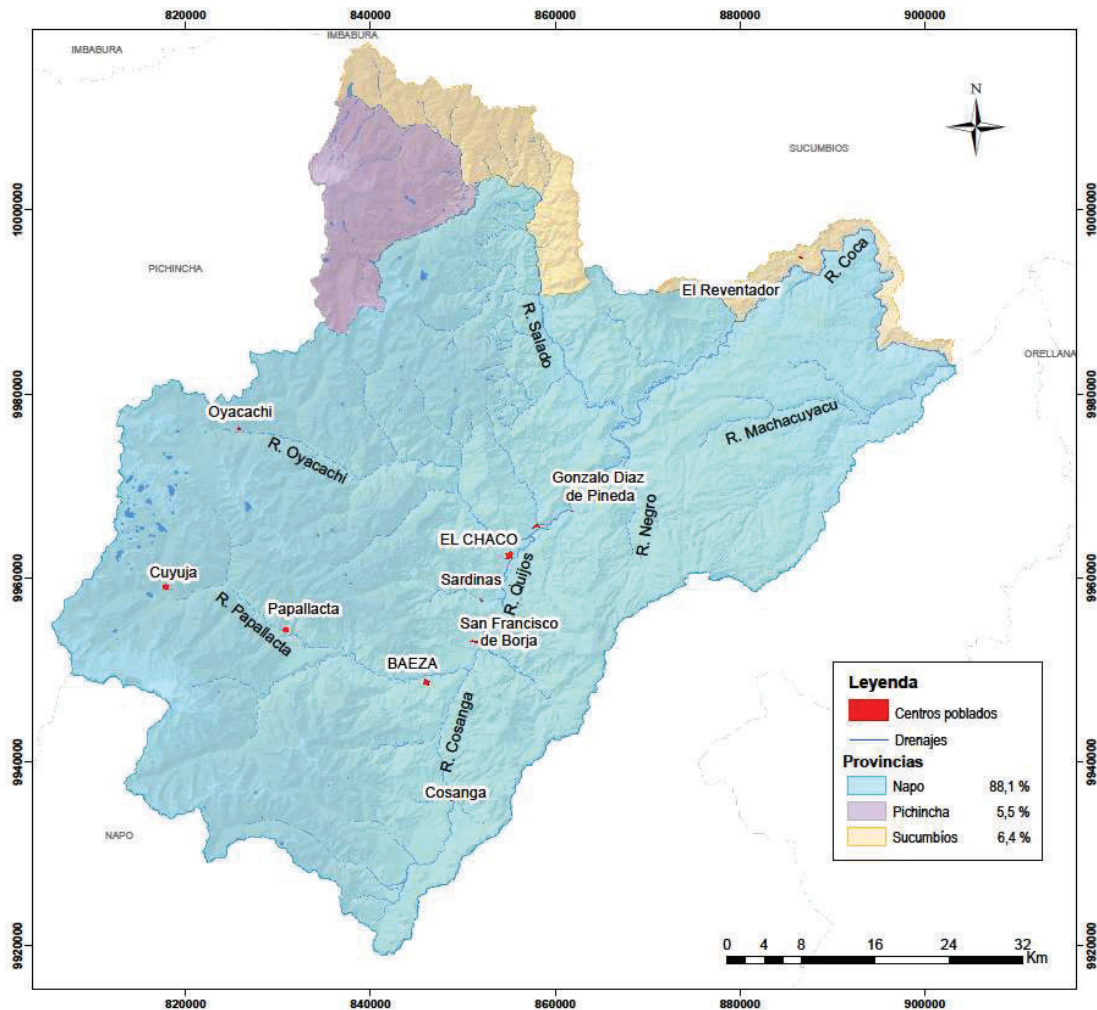 820000 840000 860000 880000 900000
IMBABURA
IMBABURA
N
SUCUMBIOS
10000000
10000000
PICHINCHA
R. Coca
El Reventador
R. Salado
ORELLANA
9980000
9980000
Oyacachi
R. Oyacachi
R. Machacuyacu
Gonzalo Diaz
de Pineda
R. Negro
EL CHACO
Sardinas
R. Quijos
9960000
9960000
Cuyuja
Papallacta
R. Papallacta
San Francisco
de Borja
BAEZA
R. Cosanga
Cosanga
9940000
9940000
NAPO
Leyenda
Centros poblados
Drenajes
Provincias
Napo 88,1 %
Pichincha 5,5 %
Sucumbíos 6,4 %
9920000
9920000
0 4 8 16 24 32
Km
820000 840000 860000 880000 900000